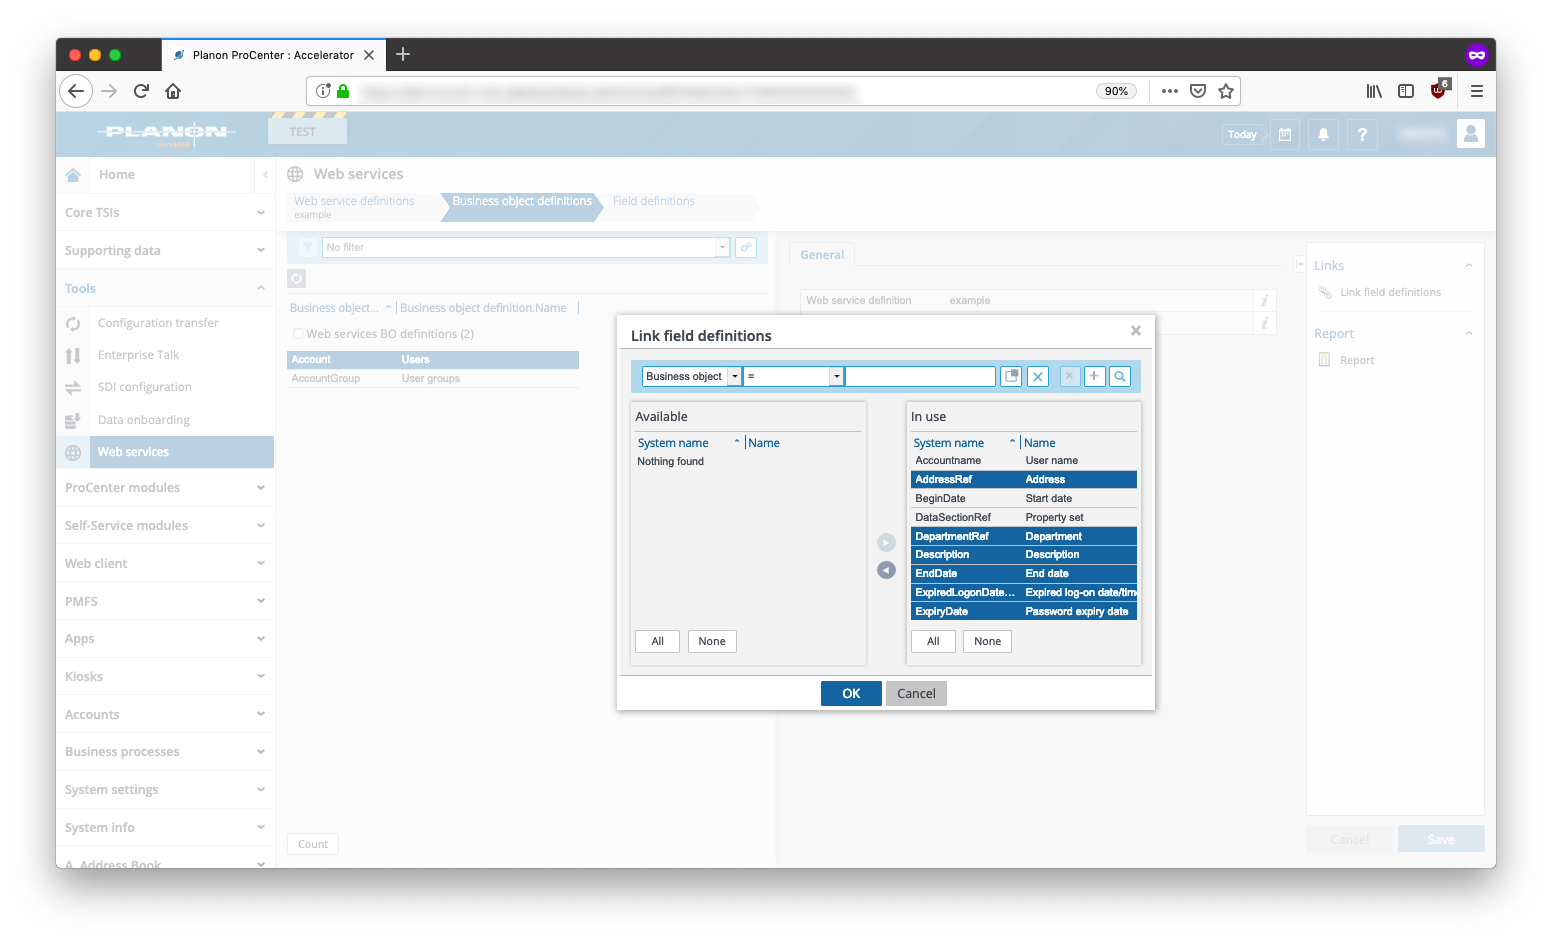 Planon ProCenter : Accelerator
90%
6
PLANON
UNIVERSE
TEST
Today
?
Home
Core TSIs
Supporting data
Tools
Configuration transfer
Enterprise Talk
SDI configuration
Data onboarding
Web services
ProCenter modules
Self-Service modules
Web client
PMFS
Apps
Kiosks
Accounts
Business processes
System settings
System info
A. Address Book
Web services
Web service definitions
example
Business object definitions
Field definitions
No filter
Business object...
Business object definition.Name
Web services BO definitions (2)
Account Users
AccountGroup User groups
Count
General
Web service definition example
Links
Link field definitions
Report
Report
Cancel
Save
Link field definitions
Business object
=
Available
System name Name
Nothing found
All
None
In use
System name Name
Accountname User name
AddressRef Address
BeginDate Start date
DataSectionRef Property set
DepartmentRef Department
Description Description
EndDate End date
ExpiredLogonDate... Expired log-on date/tim
ExpiryDate Password expiry date
All
None
OK
Cancel